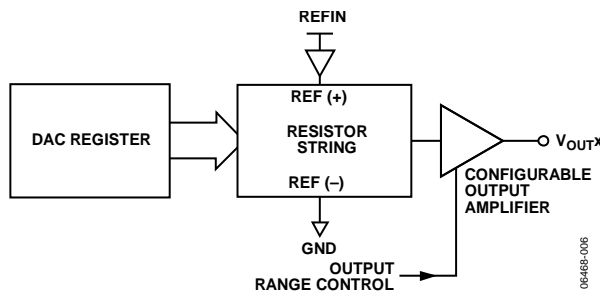 REFIN
REF (+)
DAC REGISTER
RESISTOR
STRING
REF (–)
GND
VOUTX
CONFIGURABLE
OUTPUT
AMPLIFIER
OUTPUT
RANGE CONTROL
06468-006